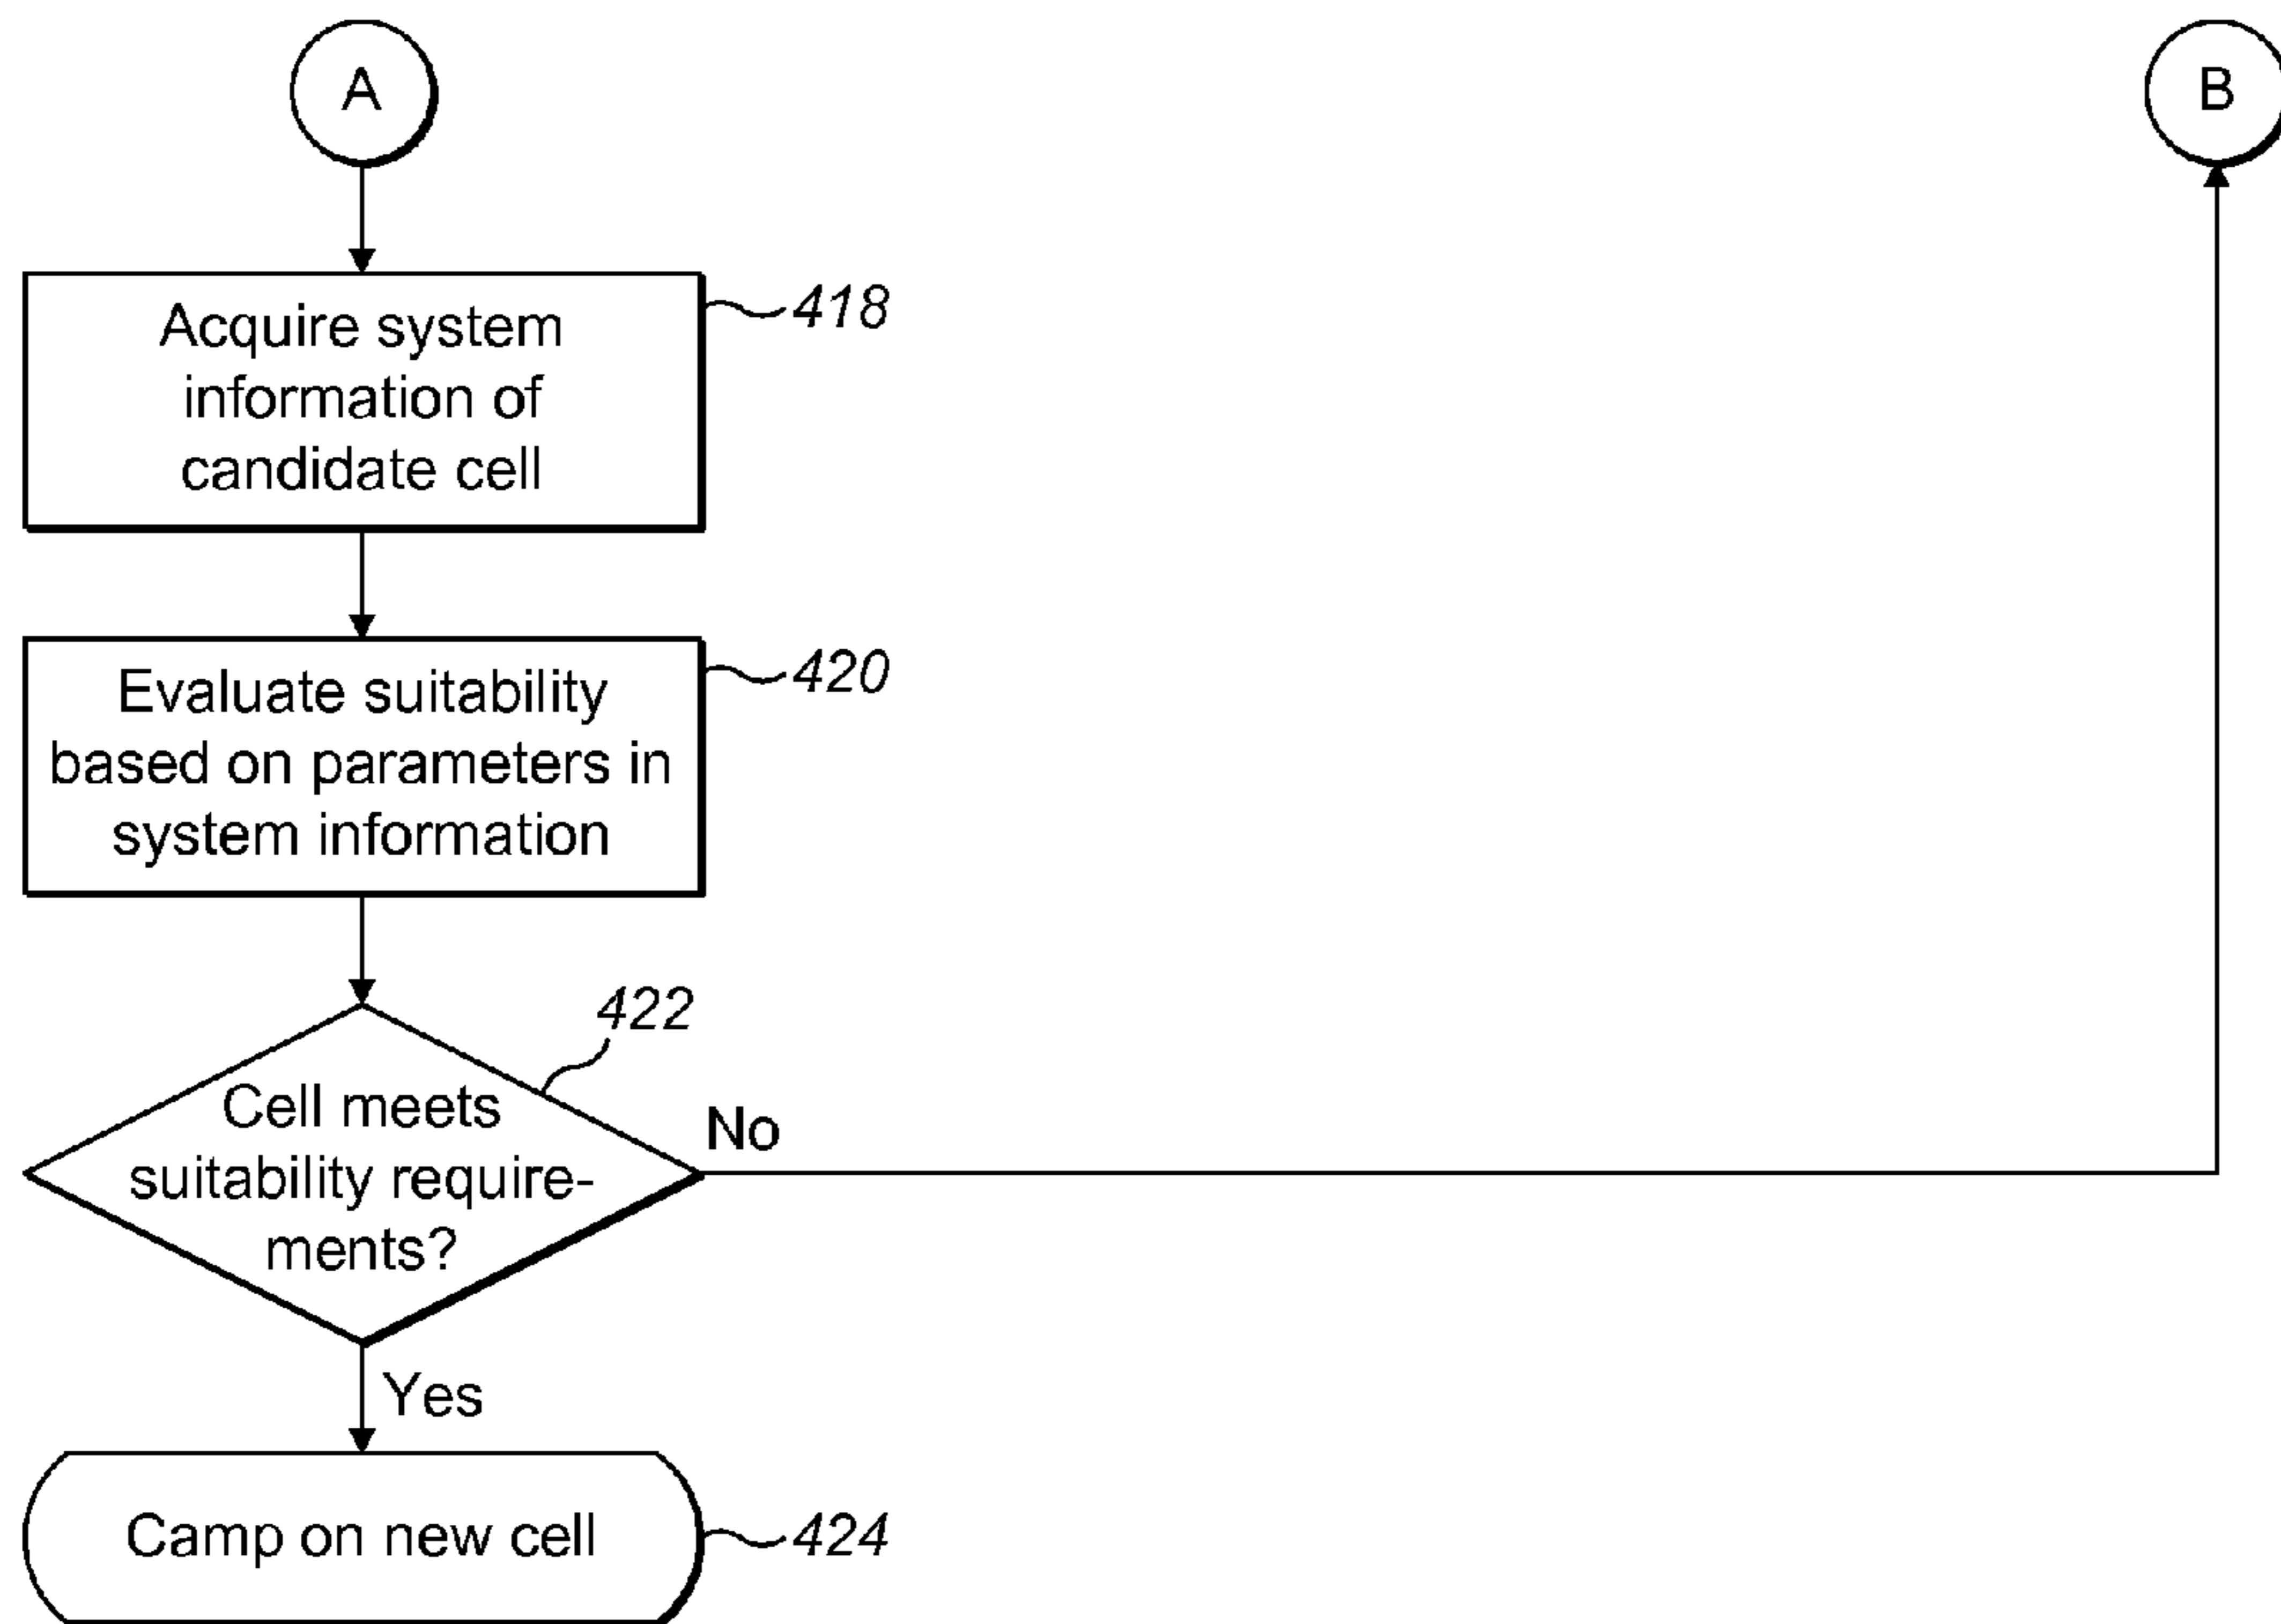 A
B
Acquire system
information of
candidate cell
418
Evaluate suitability
based on parameters in
system information
420
422
Cell meets
suitability require-
ments?
No
Yes
Camp on new cell
424